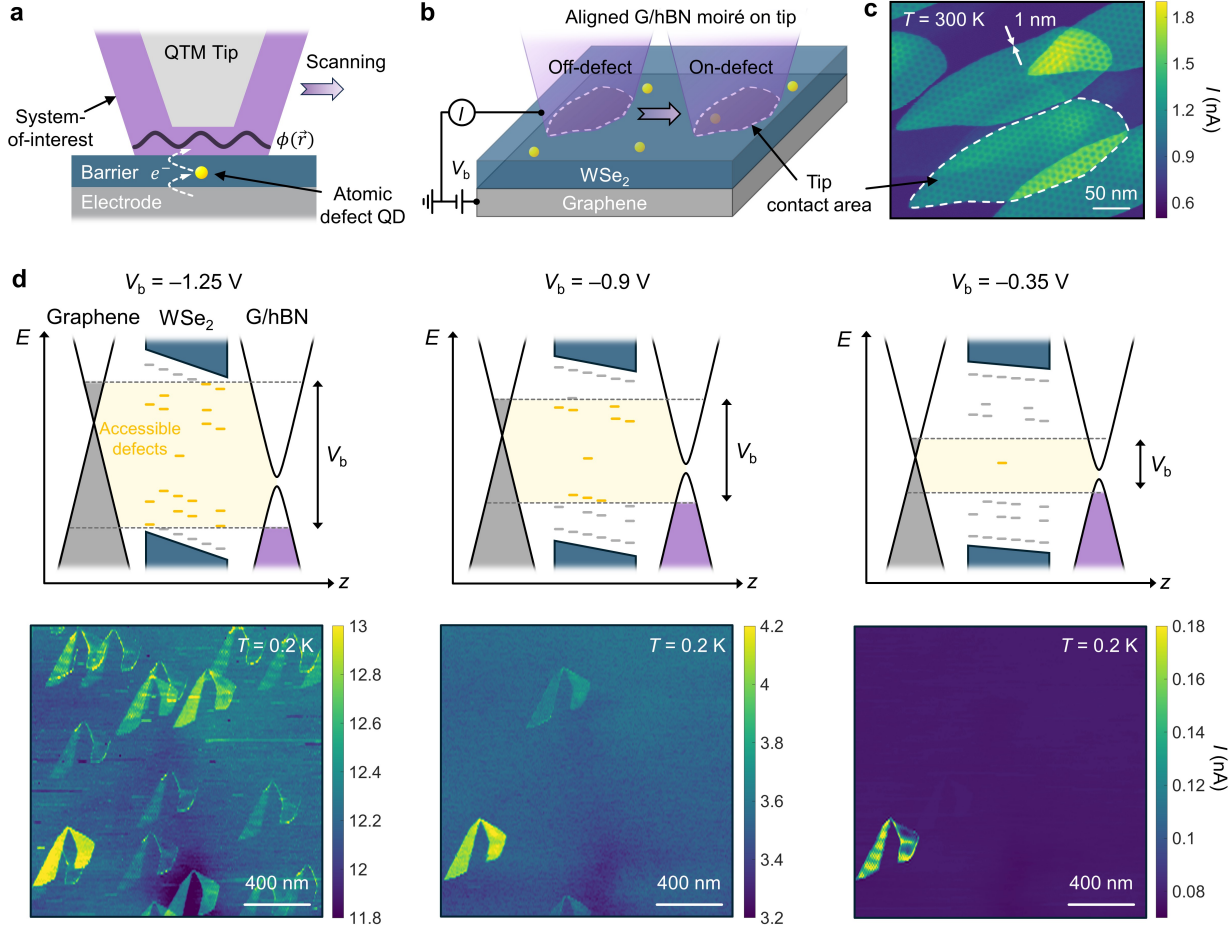 a
QTM Tip
Scanning
System-
of-interest
ϕ(r⃗)
Barrier
e⁻
Electrode
Atomic
defect QD
b
Aligned G/hBN moiré on tip
Off-defect
On-defect
I
V_b
WSe₂
Graphene
Tip
contact area
c
T = 300 K
1 nm
50 nm
1.8
1.5
1.2
0.9
0.6
I (nA)
d
V_b = –1.25 V
Graphene
WSe₂
G/hBN
E
Accessible
defects
V_b
z
V_b = –0.9 V
E
V_b
z
V_b = –0.35 V
E
V_b
z
T = 0.2 K
400 nm
13
12.8
12.6
12.4
12.2
12
11.8
T = 0.2 K
400 nm
4.2
4
3.8
3.6
3.4
3.2
T = 0.2 K
400 nm
0.18
0.16
0.14
0.12
0.1
0.08
I (nA)